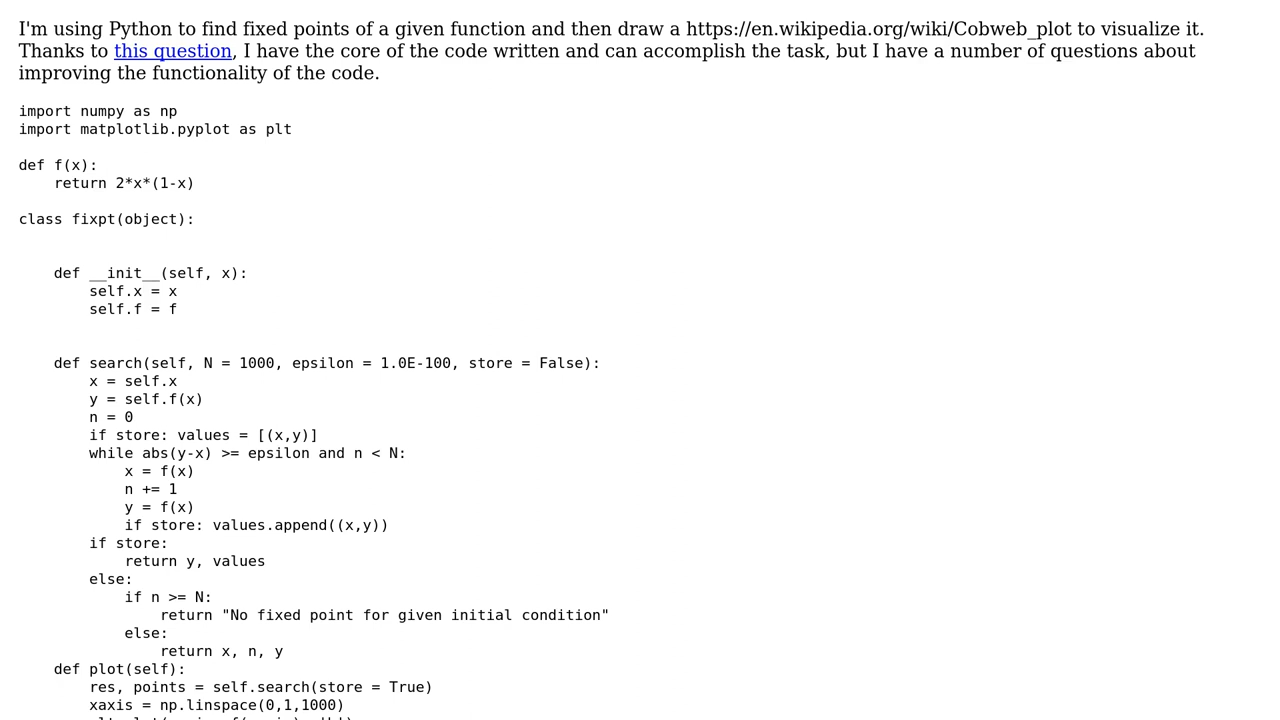 I'm using Python to find fixed points of a given function and then draw a https://en.wikipedia.org/wiki/Cobweb_plot to visualize it.
Thanks to this question, I have the core of the code written and can accomplish the task, but I have a number of questions about
improving the functionality of the code.
import numpy as np
import matplotlib.pyplot as plt
def f(x):
    return 2*x*(1-x)
class fixpt(object):
    def __init__(self, x):
        self.x = x
        self.f = f
    def search(self, N = 1000, epsilon = 1.0E-100, store = False):
        x = self.x
        y = self.f(x)
        n = 0
        if store: values = [(x,y)]
        while abs(y-x) >= epsilon and n < N:
            x = f(x)
            n += 1
            y = f(x)
            if store: values.append((x,y))
        if store:
            return y, values
        else:
            if n >= N:
                return "No fixed point for given initial condition"
            else:
                return x, n, y
    def plot(self):
        res, points = self.search(store = True)
        xaxis = np.linspace(0,1,1000)